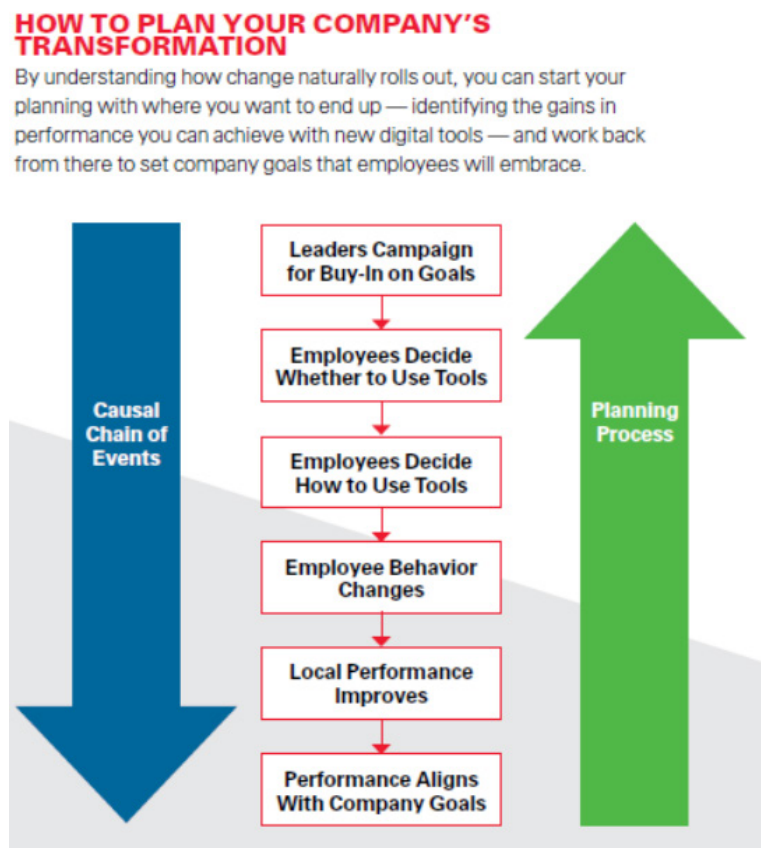 HOW TO PLAN YOUR COMPANY’S
TRANSFORMATION
By understanding how change naturally rolls out, you can start your
planning with where you want to end up — identifying the gains in
performance you can achieve with new digital tools — and work back
from there to set company goals that employees will embrace.
Leaders Campaign
for Buy-In on Goals
Employees Decide
Whether to Use Tools
Causal
Chain of
Events
Planning
Process
Employees Decide
How to Use Tools
Employee Behavior
Changes
Local Performance
Improves
Performance Aligns
With Company Goals